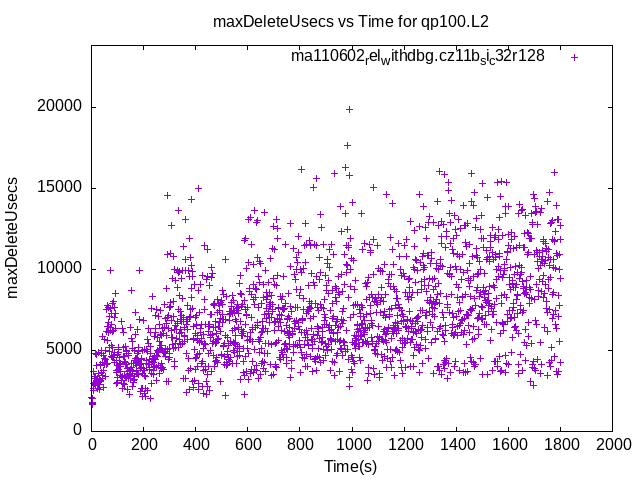 maxDeleteUsecs vs Time for qp100.L2
ma110602_rel_withdbg.cz11b_sic_32r128
20000
15000
10000
5000
0
maxDeleteUsecs
0 200 400 600 800 1000 1200 1400 1600 1800 2000
Time(s)